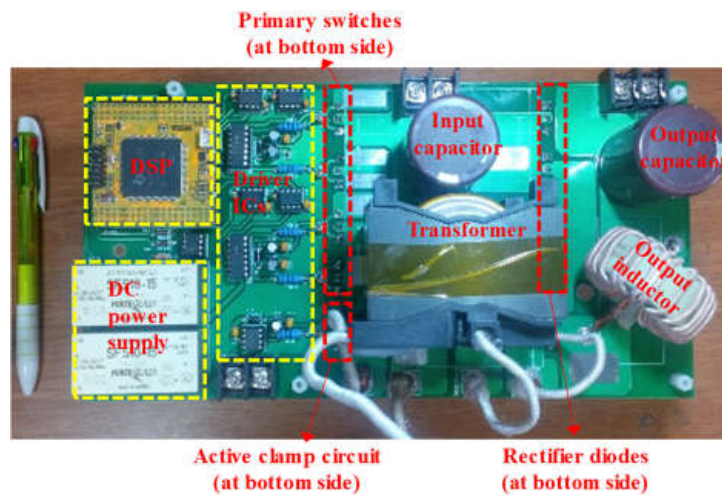 Primary switches
(at bottom side)
DSP
Driver
ICs
Input
capacitor
Output
capacitor
Transformer
Output
inductor
DC
power
supply
Active clamp circuit
(at bottom side)
Rectifier diodes
(at bottom side)